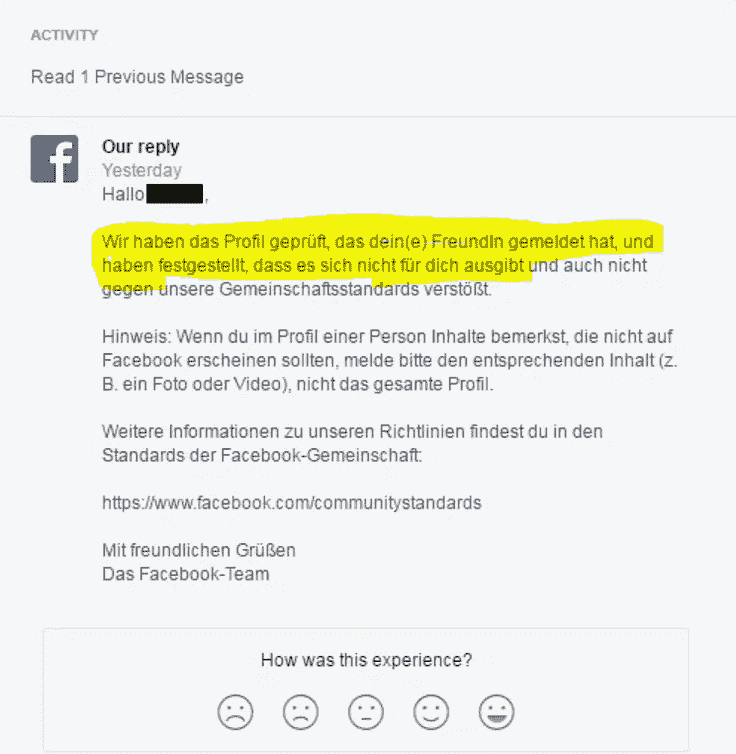 ACTIVITY
Read 1 Previous Message
Our reply
Yesterday
Hallo ,
Wir haben das Profil geprüft, das dein(e) FreundIn gemeldet hat, und
haben festgestellt, dass es sich nicht für dich ausgibt und auch nicht
gegen unsere Gemeinschaftsstandards verstößt.
Hinweis: Wenn du im Profil einer Person Inhalte bemerkst, die nicht auf
Facebook erscheinen sollten, melde bitte den entsprechenden Inhalt (z.
B. ein Foto oder Video), nicht das gesamte Profil.
Weitere Informationen zu unseren Richtlinien findest du in den
Standards der Facebook-Gemeinschaft:
https://www.facebook.com/communitystandards
Mit freundlichen Grüßen
Das Facebook-Team
How was this experience?